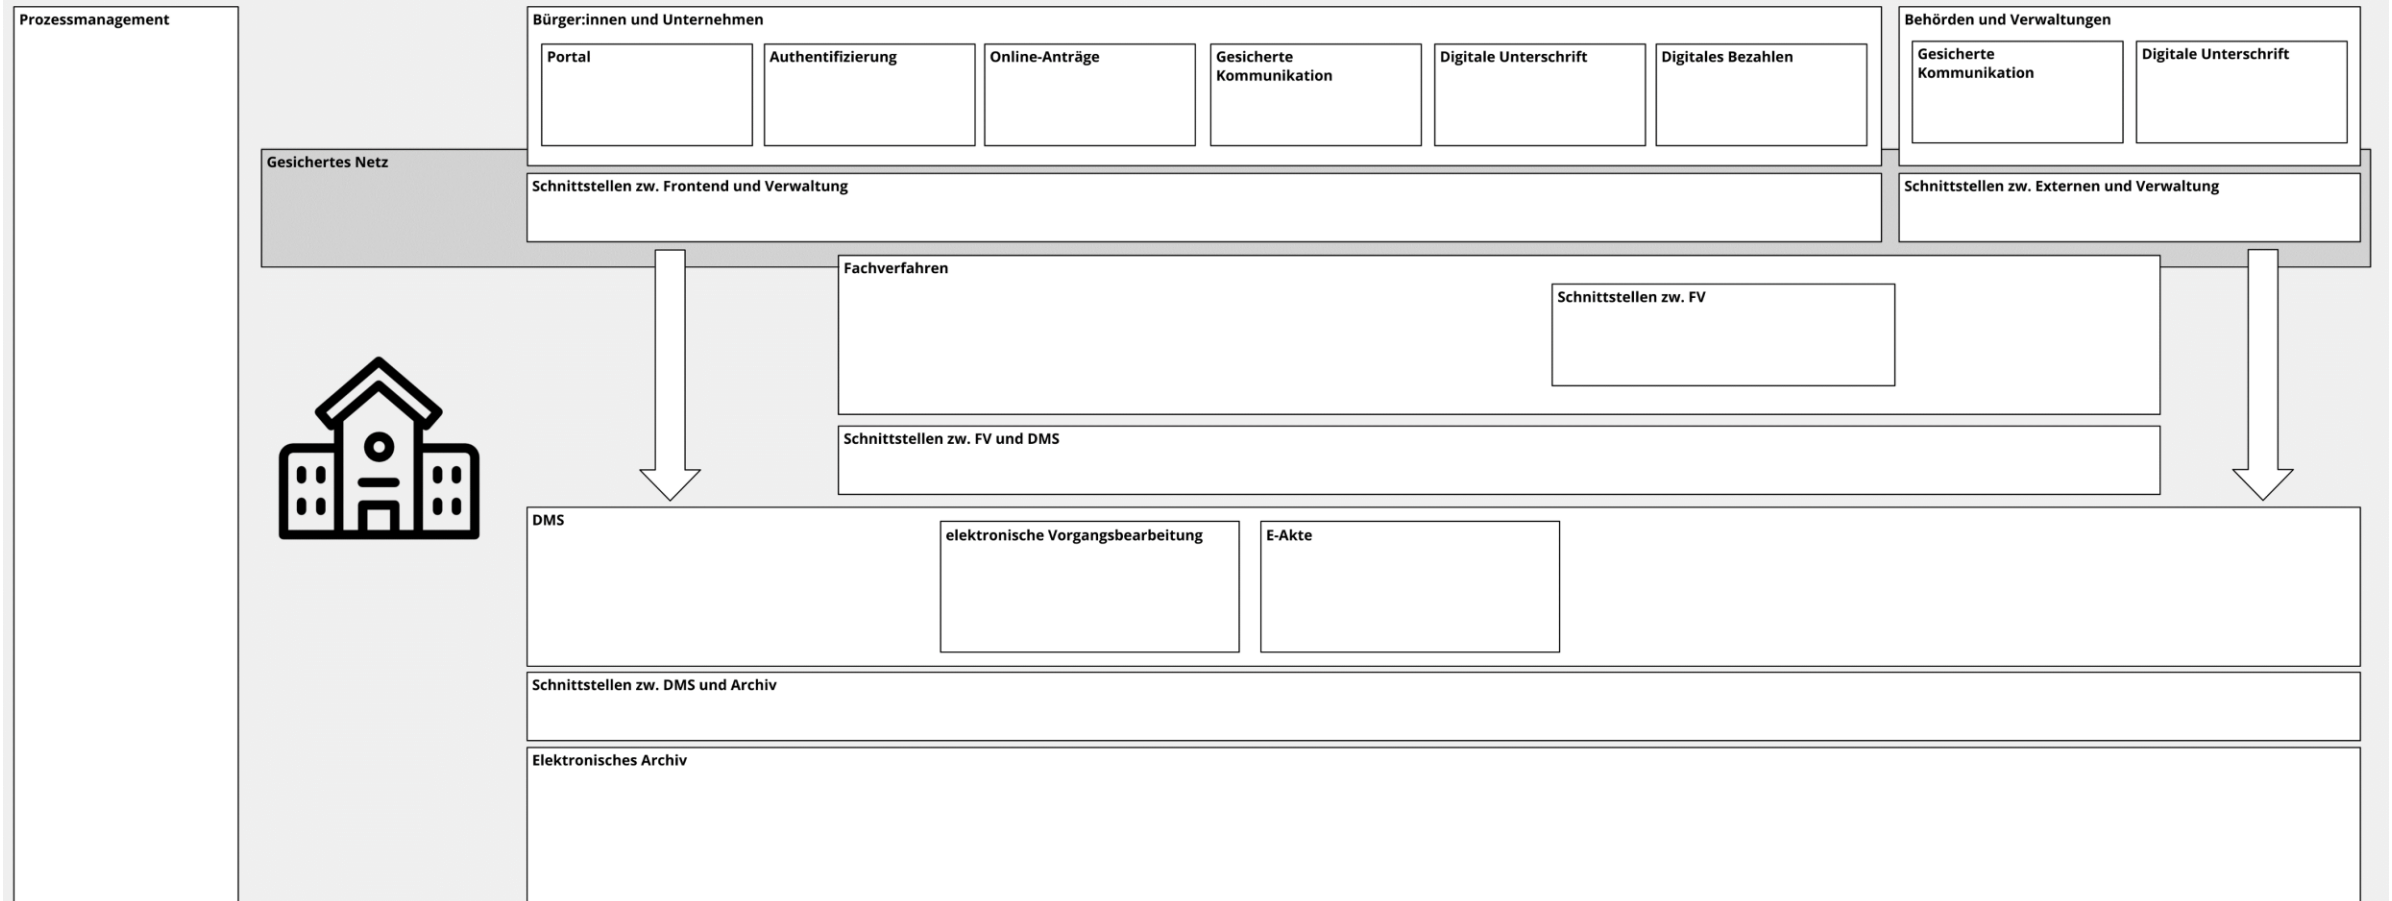 Prozessmanagement
Bürger:innen und Unternehmen
Portal
Authentifizierung
Online-Anträge
Gesicherte
Kommunikation
Digitale Unterschrift
Digitales Bezahlen
Behörden und Verwaltungen
Gesicherte
Kommunikation
Digitale Unterschrift
Gesichertes Netz
Schnittstellen zw. Frontend und Verwaltung
Schnittstellen zw. Externen und Verwaltung
Fachverfahren
Schnittstellen zw. FV
Schnittstellen zw. FV und DMS
DMS
elektronische Vorgangsbearbeitung
E-Akte
Schnittstellen zw. DMS und Archiv
Elektronisches Archiv